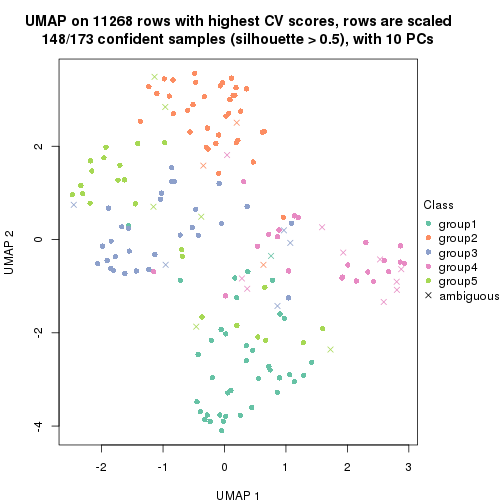 UMAP on 11268 rows with highest CV scores, rows are scaled
148/173 confident samples (silhouette > 0.5), with 10 PCs
2
0
-2
-4
UMAP 2
-2
-1
0
1
2
3
UMAP 1
Class
group1
group2
group3
group4
group5
ambiguous